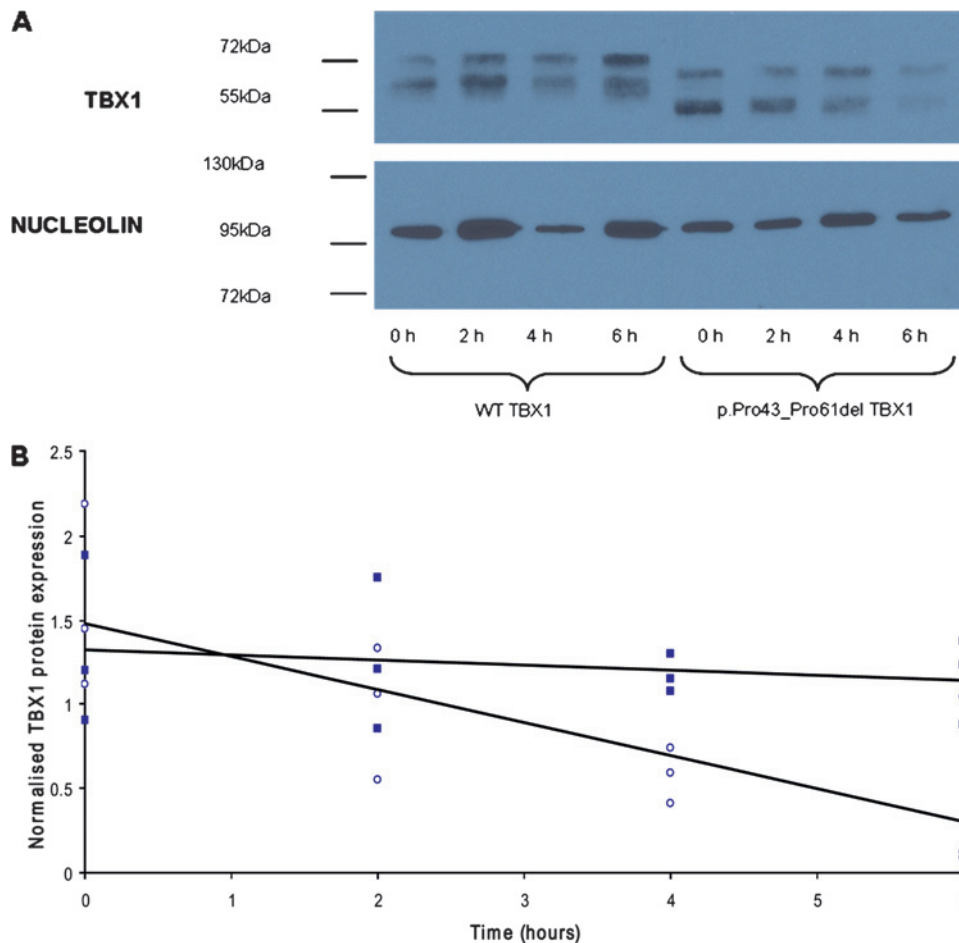 A
72kDa
TBX1
55kDa
130kDa
NUCLEOLIN
95kDa
72kDa
0 h 2 h 4 h 6 h 0 h 2 h 4 h 6 h
WT TBX1 p.Pro43_Pro61del TBX1
B
Normalised TBX1 protein expression
2.5
2
1.5
1
0.5
0
0 1 2 3 4 5
Time (hours)